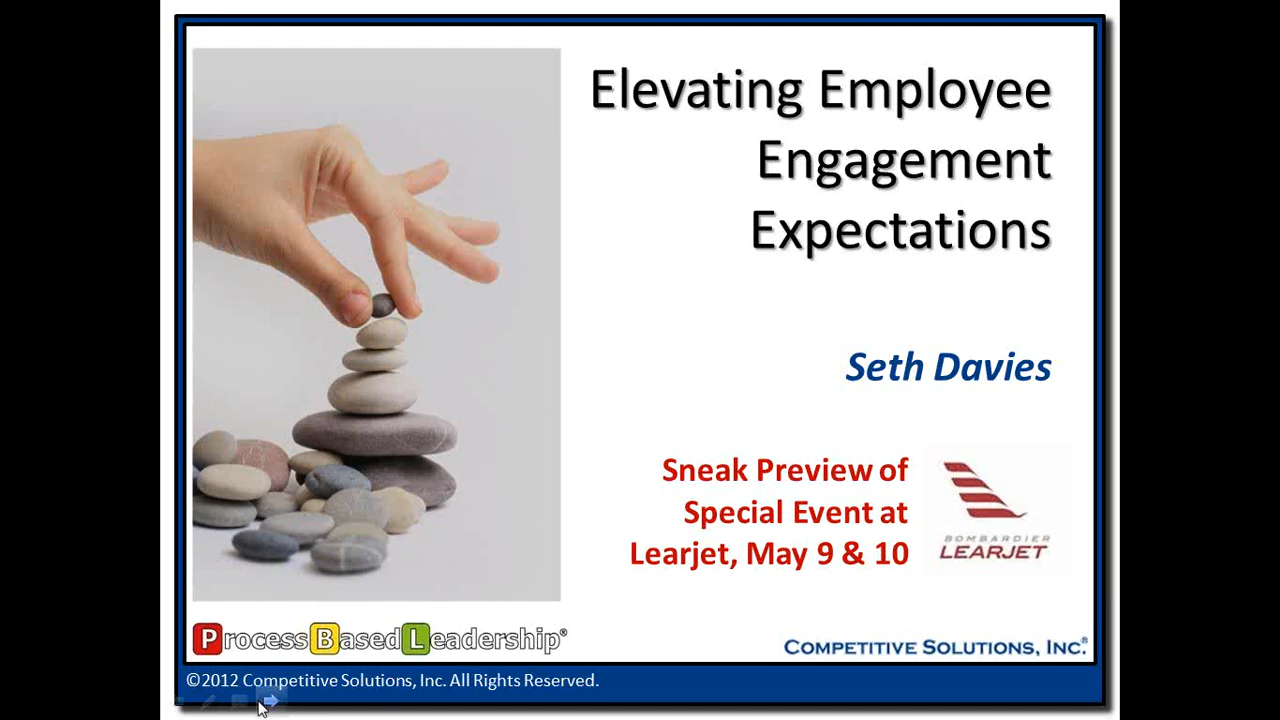 Elevating Employee
Engagement
Expectations
Seth Davies
Sneak Preview of
Special Event at
Learjet, May 9 & 10
BOMBARDIER
LEARJET
ProcessBasedLeadership®
COMPETITIVE SOLUTIONS, INC.®
©2012 Competitive Solutions, Inc. All Rights Reserved.